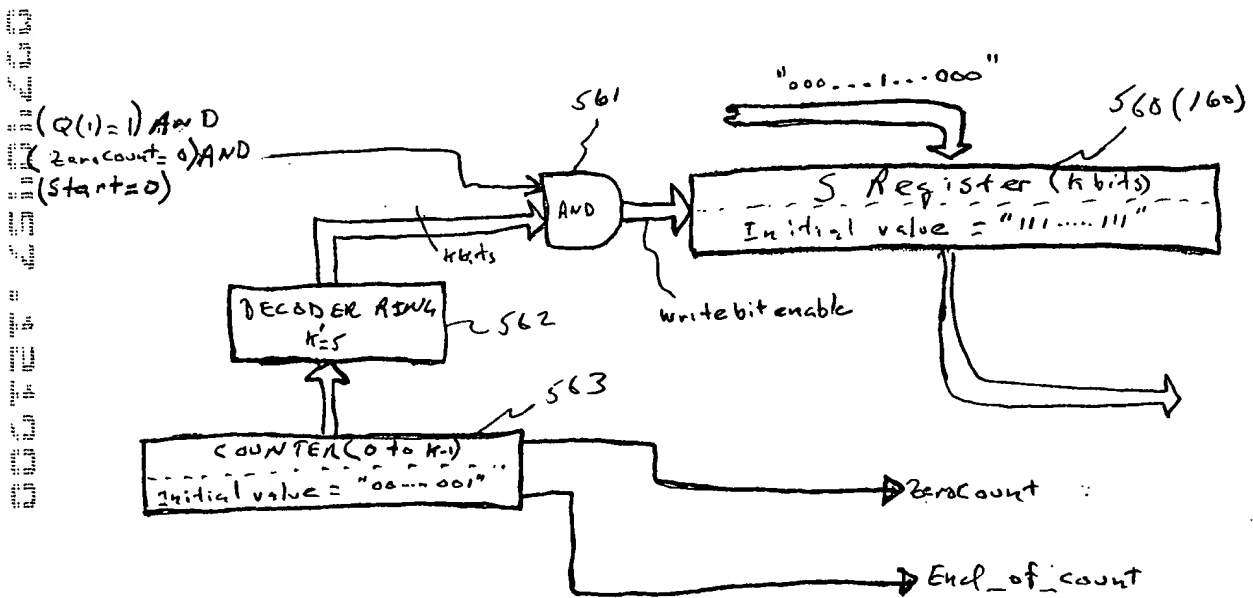 "000...1...000"
561
560 (160)
(Q(1)=1) AND
(ZeroCount=0) AND
(Start=0)
AND
S Register (k bits)
Initial value = "111.....111"
kbits
write bit enable
DECODER RING
562
563
COUNTER (0 to k-1)
Initial value = "00....001"
ZeroCount
End_of_count